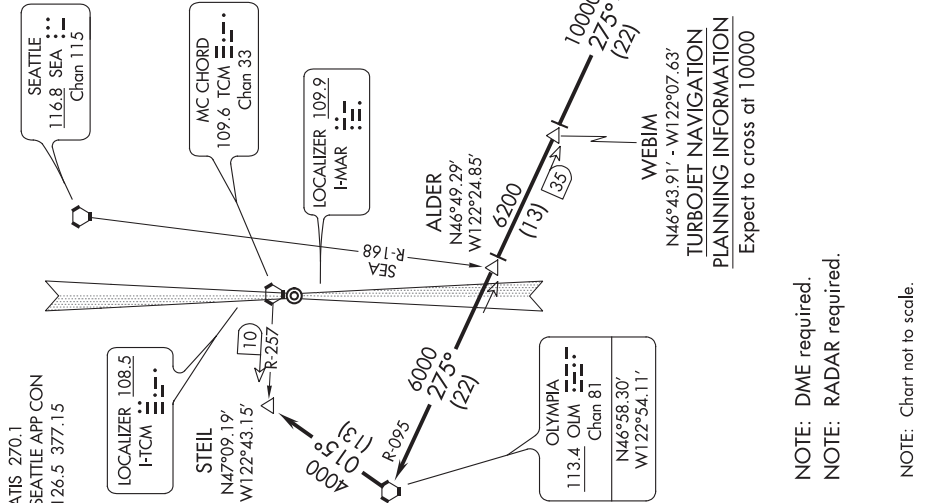 ATIS 270.1
SEATTLE APP CON
126.5 377.15
SEATTLE
116.8 SEA
Chan 115
MC CHORD
109.6 TCM
Chan 33
LOCALIZER 109.9
I-MAR
LOCALIZER 108.5
I-TCM
R-168
SEA
10
R-257
STEIL
N47°09.19'
W122°43.15'
4000
015°
(13)
ALDER
N46°49.29'
W122°24.85'
6200
(13)
35
10000
275°
(22)
6000
275°
(22)
R-095
WEBIM
N46°43.91' - W122°07.63'
TURBOJET NAVIGATION
PLANNING INFORMATION
Expect to cross at 10000
OLYMPIA
113.4 OLM
Chan 81
N46°58.30'
W122°54.11'
NOTE: DME required.
NOTE: RADAR required.
NOTE: Chart not to scale.